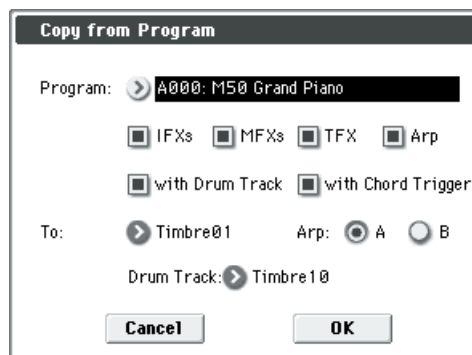 Copy from Program
Program: A000: M50 Grand Piano
IFXs MFXs TFX Arp
with Drum Track with Chord Trigger
To: Timbre01 Arp: A B
Drum Track: Timbre10
Cancel OK